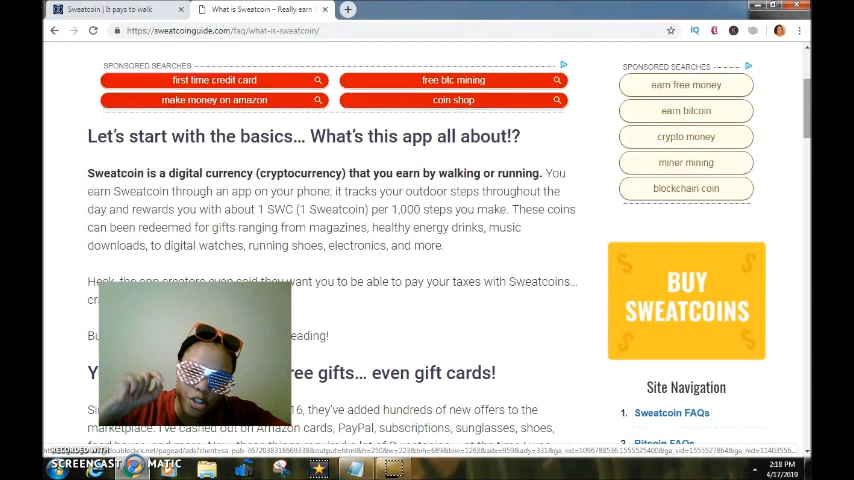 Sweatcoin | It pays to walk
What is Sweatcoin – Really earn
https://sweatcoinguide.com/faq/what-is-sweatcoin/
SPONSORED SEARCHES
first time credit card
free btc mining
make money on amazon
coin shop
Let's start with the basics… What's this app all about!?
Sweatcoin is a digital currency (cryptocurrency) that you earn by walking or running. You
earn Sweatcoin through an app on your phone; it tracks your outdoor steps throughout the
day and rewards you with about 1 SWC (1 Sweatcoin) per 1,000 steps you make. These coins
can be redeemed for gifts ranging from magazines, healthy energy drinks, music
downloads, to digital watches, running shoes, electronics, and more.
Heck, the app creators even said they want you to be able to pay your taxes with Sweatcoins…
eading!
ree gifts… even gift cards!
16, they've added hundreds of new offers to the
marketplace. I've cashed out on Amazon cards, PayPal, subscriptions, sunglasses, shoes,
SPONSORED SEARCHES
earn free money
earn bitcoin
crypto money
miner mining
blockchain coin
BUY
SWEATCOINS
Site Navigation
1. Sweatcoin FAQs
2. Bitcoin FAQs
RECORDED WITH
SCREENCAST MATIC
2:18 PM
4/17/2019